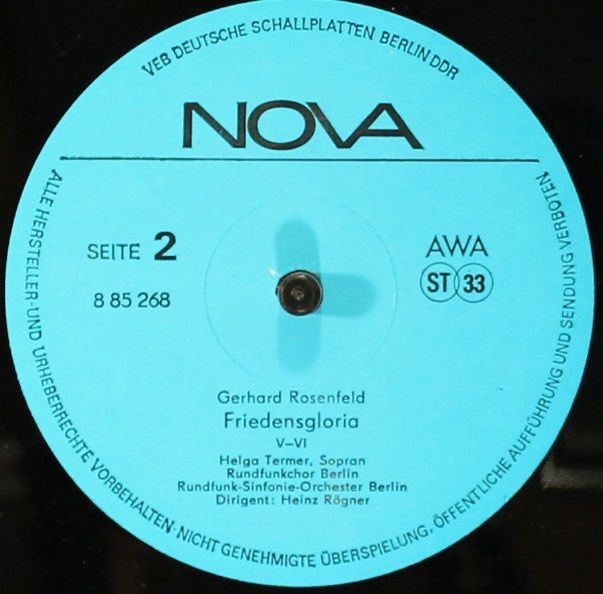 VEB DEUTSCHE SCHALLPLATTEN BERLIN DDR
NOVA
SEITE 2
8 85 268
AWA
ST 33
Gerhard Rosenfeld
Friedensgloria
V–VI
Helga Termer, Sopran
Rundfunkchor Berlin
Rundfunk-Sinfonie-Orchester Berlin
Dirigent: Heinz Rögner
ALLE HERSTELLER-UND URHEBERRECHTE VORBEHALTEN·NICHT GENEHMIGTE ÜBERSPIELUNG, ÖFFENTLICHE AUFFÜHRUNG UND SENDUNG VERBOTEN